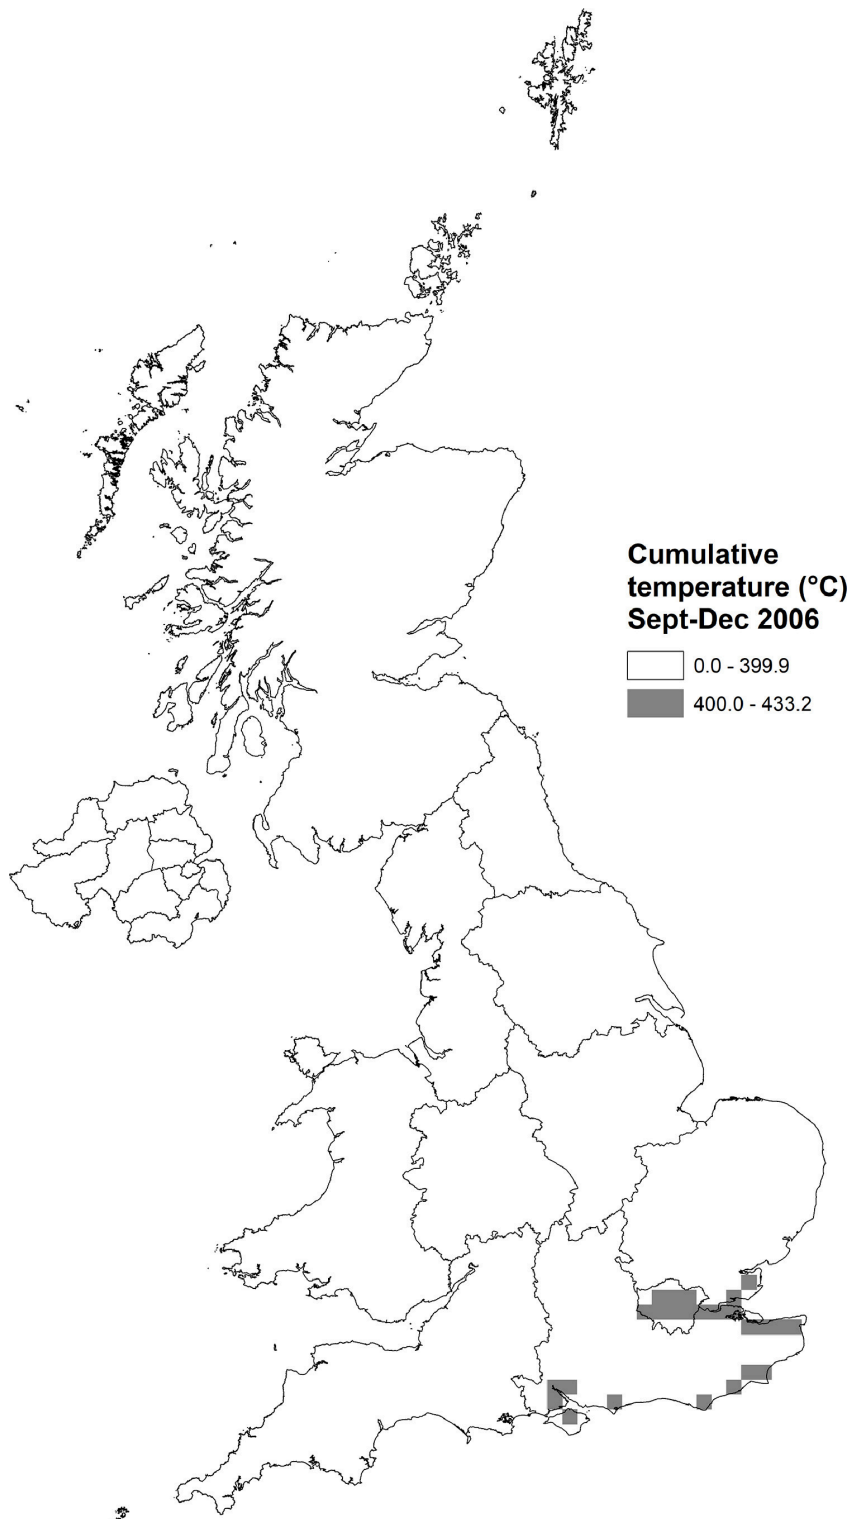 Cumulative
temperature (°C)
Sept-Dec 2006
0.0 - 399.9
400.0 - 433.2